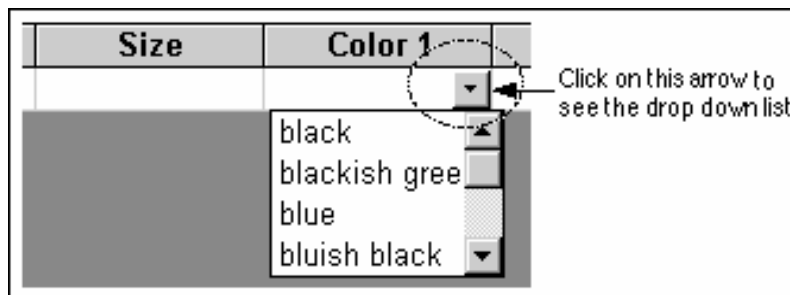 Size Color 1
Click on this arrow to
see the drop down list
black
blackish gree
blue
bluish black